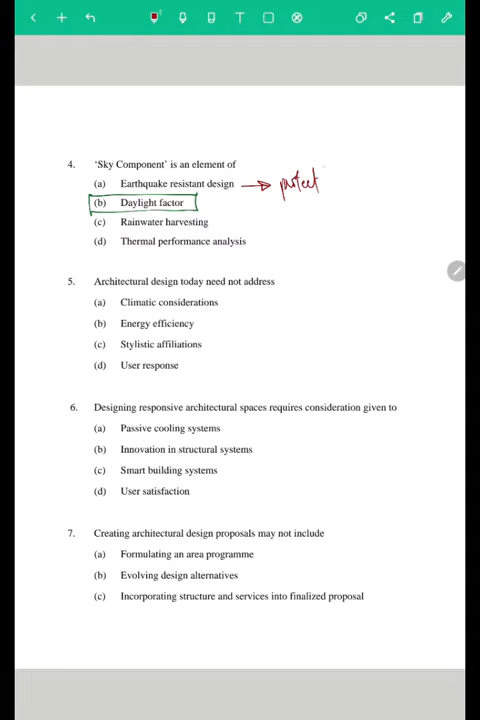 4. ‘Sky Component’ is an element of
(a) Earthquake resistant design → protect
(b) Daylight factor
(c) Rainwater harvesting
(d) Thermal performance analysis
5. Architectural design today need not address
(a) Climatic considerations
(b) Energy efficiency
(c) Stylistic affiliations
(d) User response
6. Designing responsive architectural spaces requires consideration given to
(a) Passive cooling systems
(b) Innovation in structural systems
(c) Smart building systems
(d) User satisfaction
7. Creating architectural design proposals may not include
(a) Formulating an area programme
(b) Evolving design alternatives
(c) Incorporating structure and services into finalized proposal